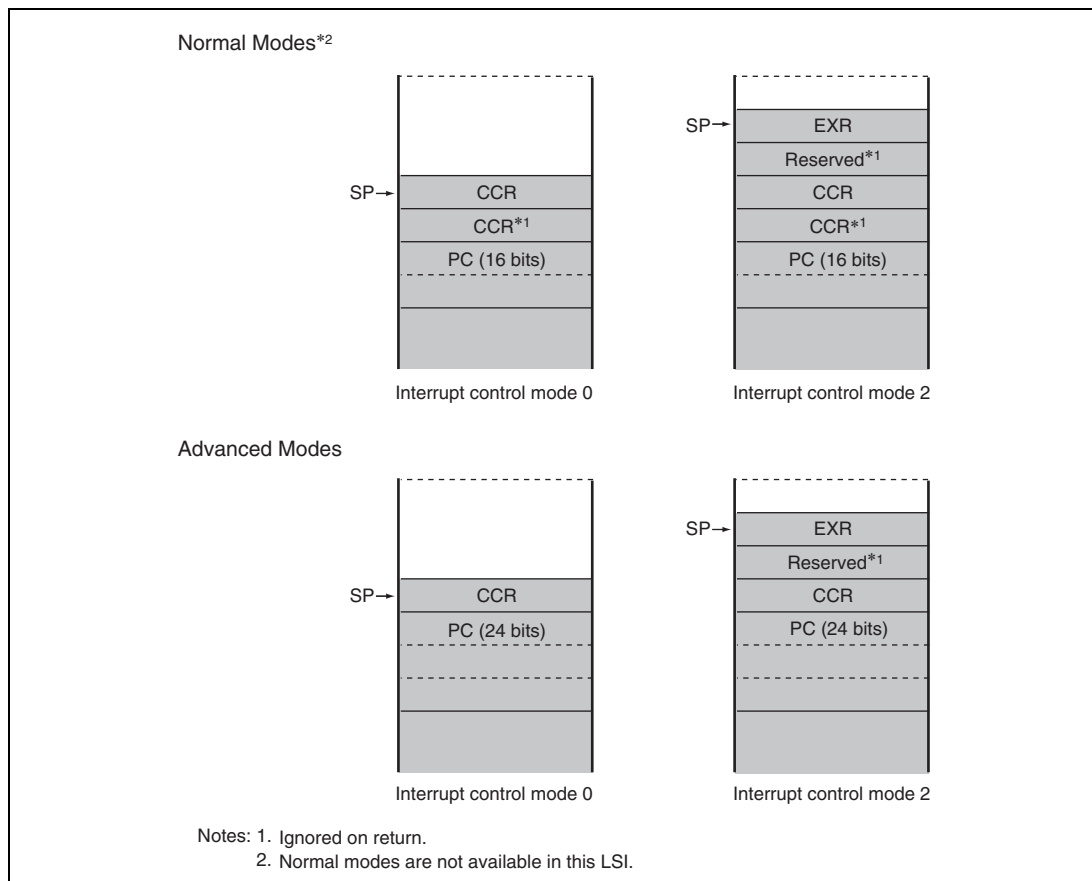 Normal Modes*2
SP→ CCR
CCR*1
PC (16 bits)
Interrupt control mode 0
SP→ EXR
Reserved*1
CCR
CCR*1
PC (16 bits)
Interrupt control mode 2
Advanced Modes
SP→ CCR
PC (24 bits)
Interrupt control mode 0
SP→ EXR
Reserved*1
CCR
PC (24 bits)
Interrupt control mode 2
Notes: 1. Ignored on return.
2. Normal modes are not available in this LSI.